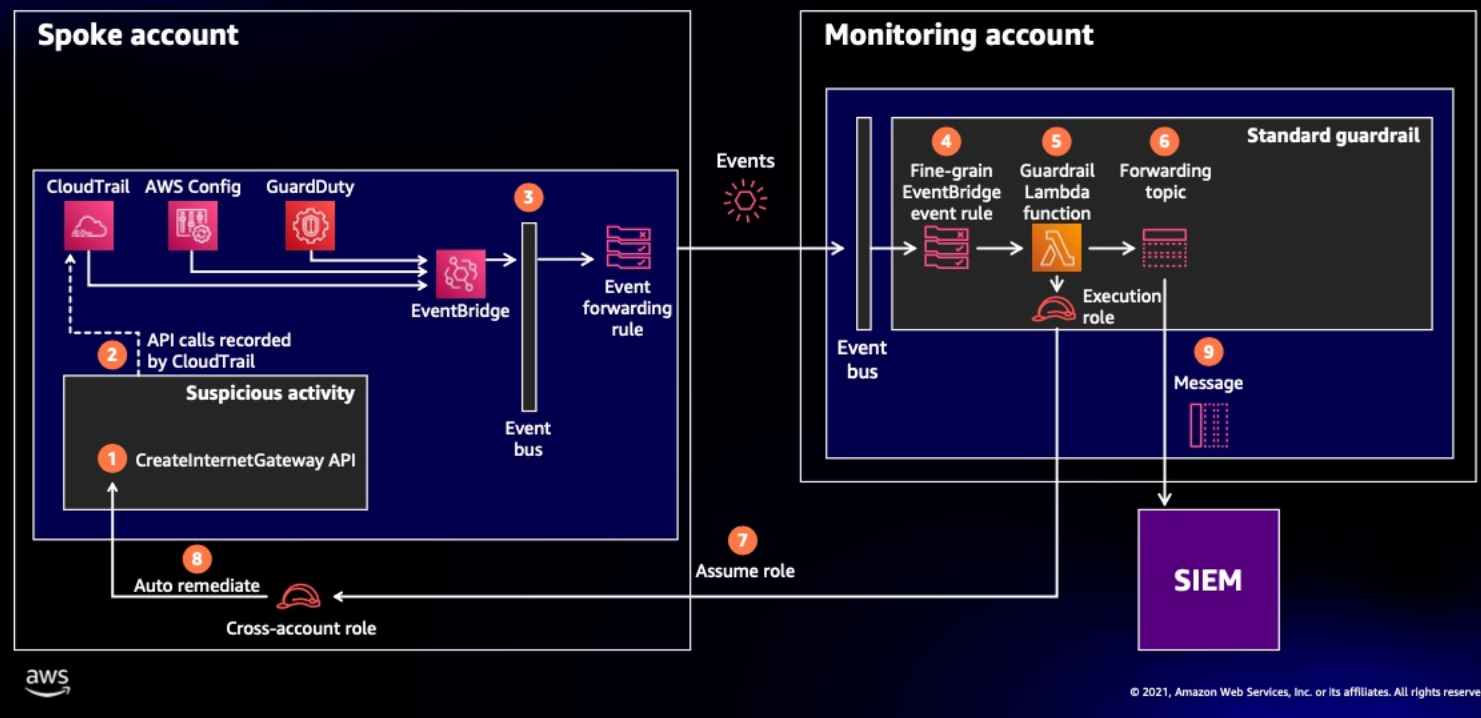 Spoke account
CloudTrail
AWS Config
GuardDuty
3
EventBridge
Event
forwarding
rule
2
API calls recorded
by CloudTrail
Suspicious activity
1
CreateInternetGateway API
Event
bus
8
Auto remediate
Cross-account role
Events
7
Assume role
Monitoring account
Standard guardrail
4
Fine-grain
EventBridge
event rule
5
Guardrail
Lambda
function
6
Forwarding
topic
Execution
role
Event
bus
9
Message
SIEM
aws
© 2021, Amazon Web Services, Inc. or its affiliates. All rights reserve